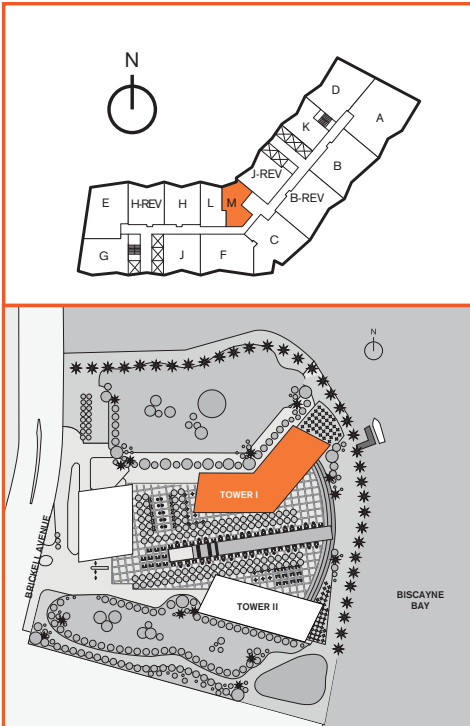 N
D
A
K
B
J-REV
B-REV
E
H-REV
H
L
M
C
G
J
F
N
TOWER I
BRICKELL AVENUE
TOWER II
BISCAYNE
BAY